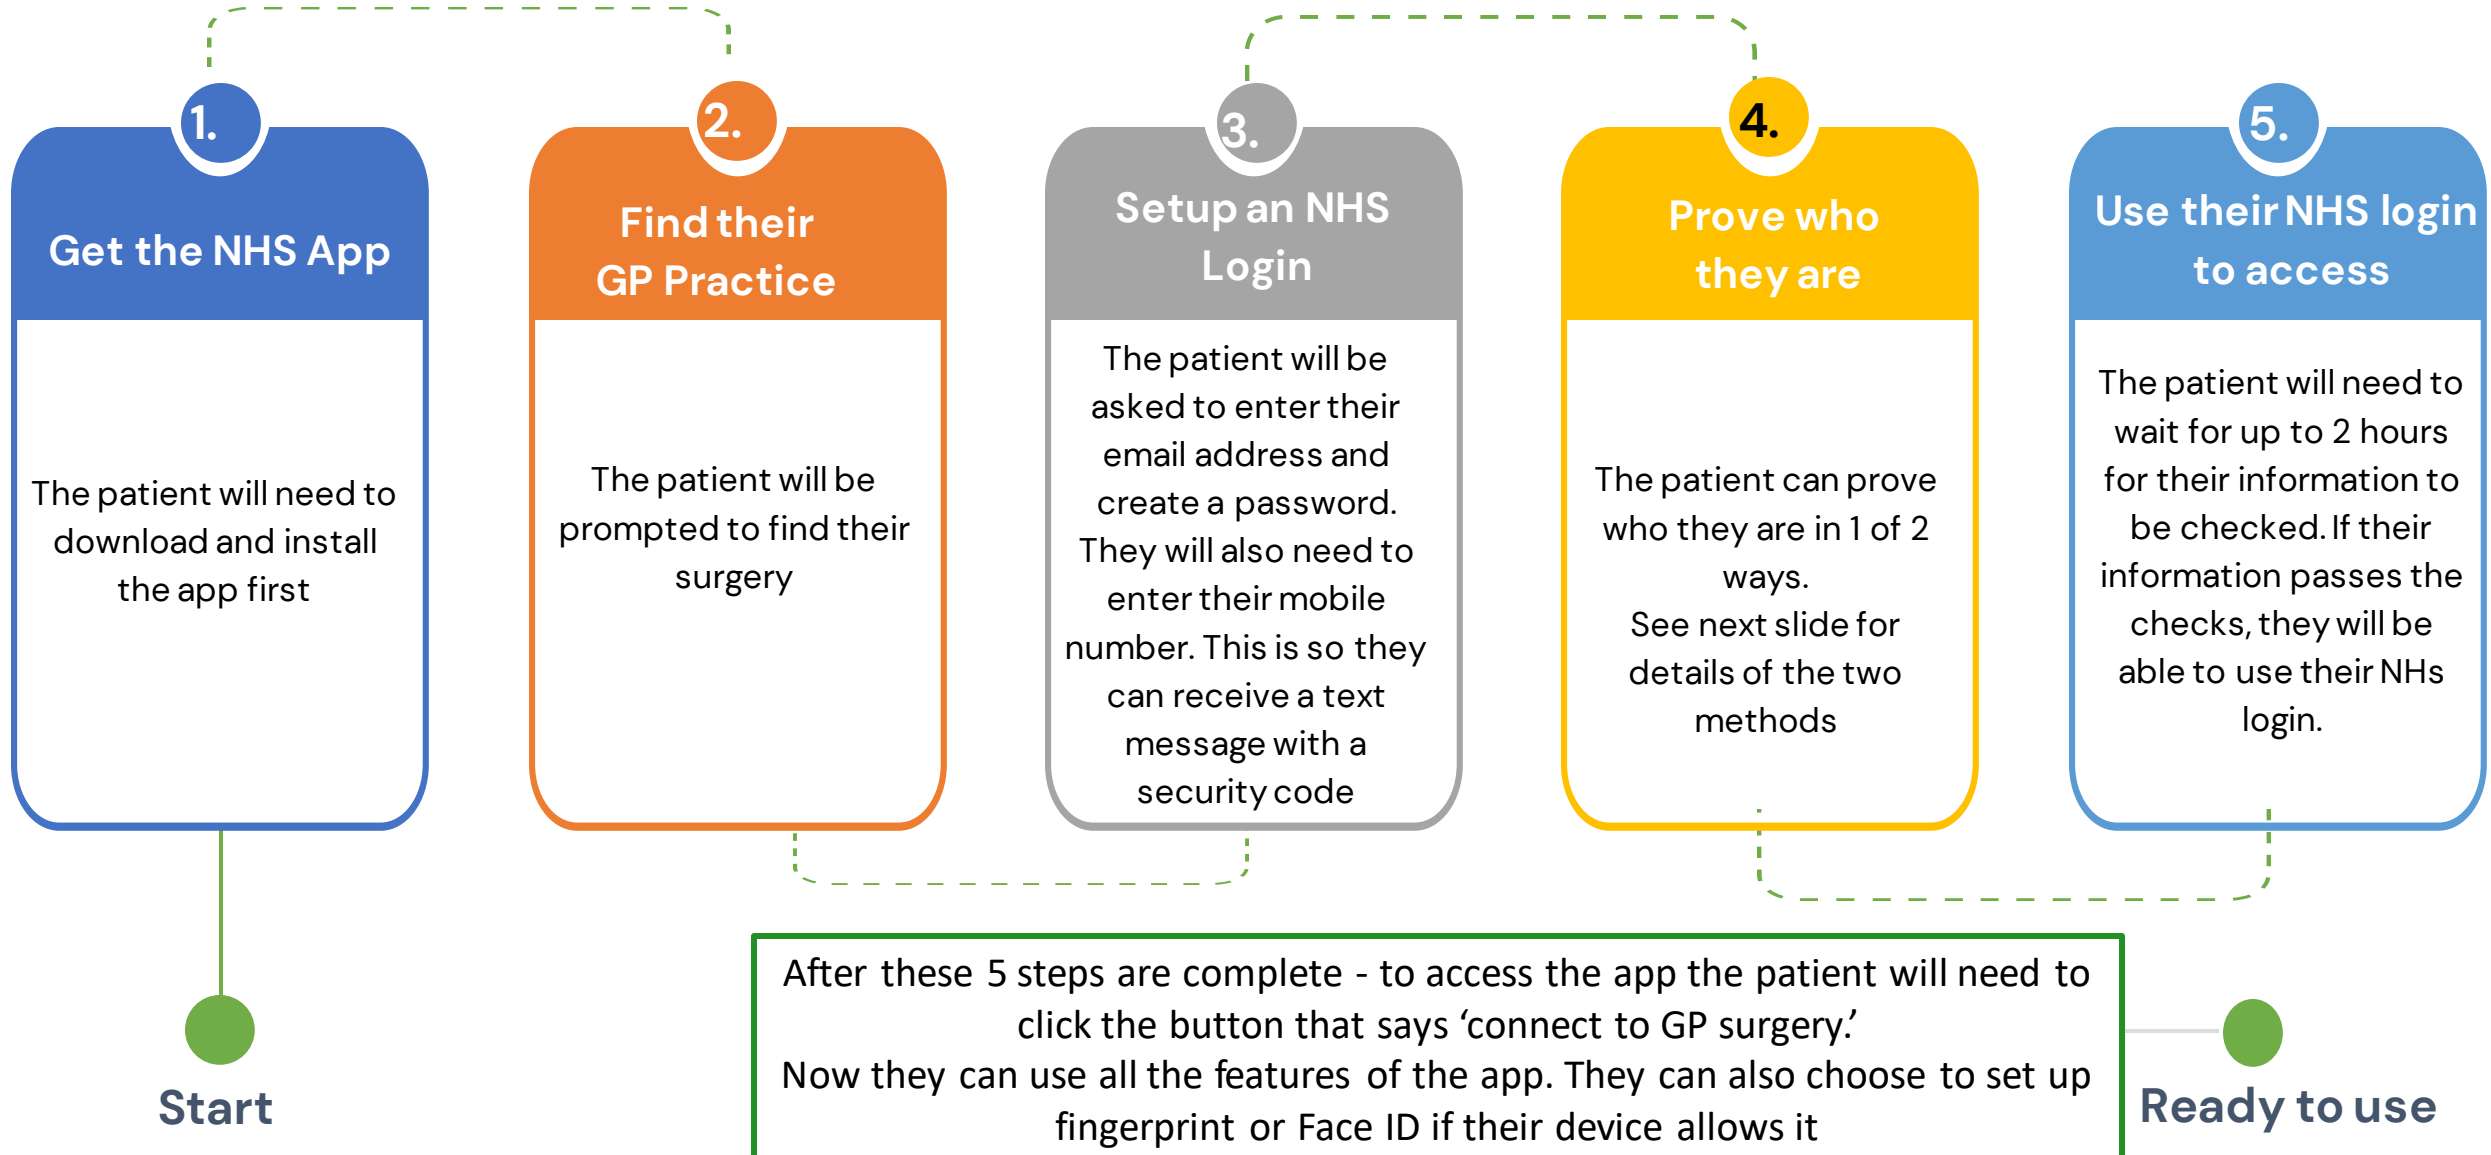 1.
Get the NHS App
The patient will need to
download and install
the app first
2.
Find their
GP Practice
The patient will be
prompted to find their
surgery
3.
Setup an NHS
Login
The patient will be
asked to enter their
email address and
create a password.
They will also need to
enter their mobile
number. This is so they
can receive a text
message with a
security code
4.
Prove who
they are
The patient can prove
who they are in 1 of 2
ways.
See next slide for
details of the two
methods
5.
Use their NHS login
to access
The patient will need to
wait for up to 2 hours
for their information to
be checked. If their
information passes the
checks, they will be
able to use their NHs
login.
Start
After these 5 steps are complete - to access the app the patient will need to
click the button that says ‘connect to GP surgery.’
Now they can use all the features of the app. They can also choose to set up
fingerprint or Face ID if their device allows it
Ready to use